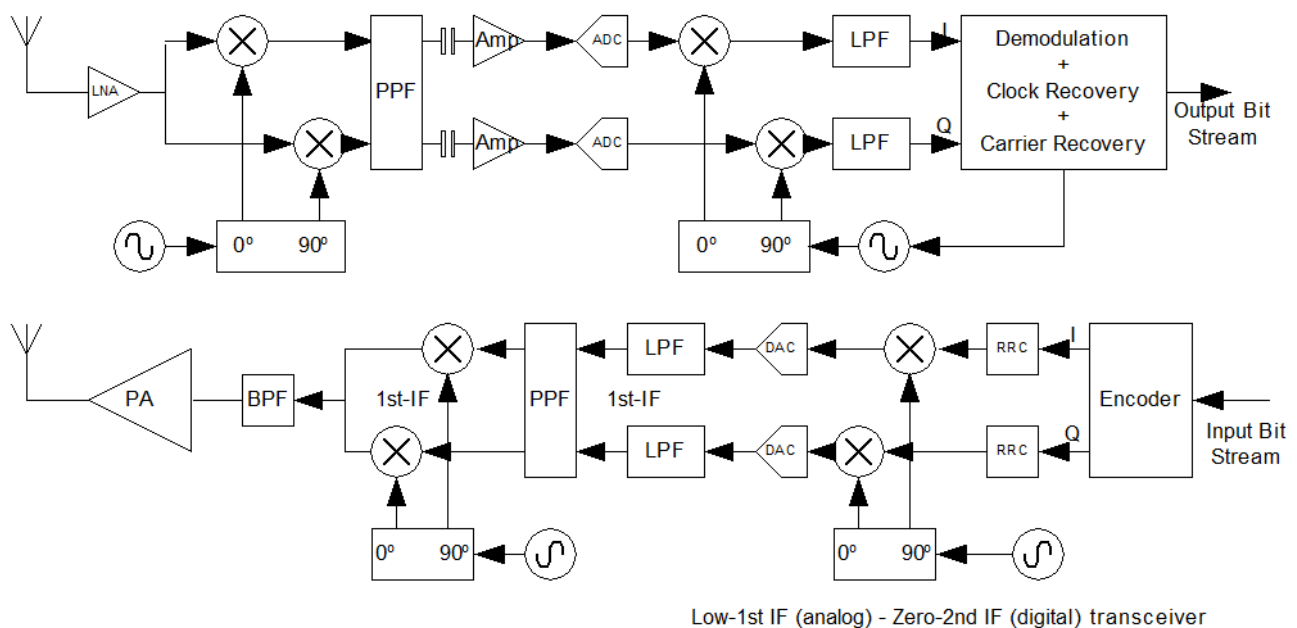 LNA
PPF
Amp
ADC
LPF
I
Demodulation
+
Clock Recovery
+
Carrier Recovery
Output Bit
Stream
Amp
ADC
LPF
Q
0º 90º
0º 90º
PA
BPF
1st-IF
PPF
1st-IF
LPF
DAC
RRC
I
Encoder
Input Bit
Stream
LPF
DAC
RRC
Q
0º 90º
0º 90º
Low-1st IF (analog) - Zero-2nd IF (digital) transceiver